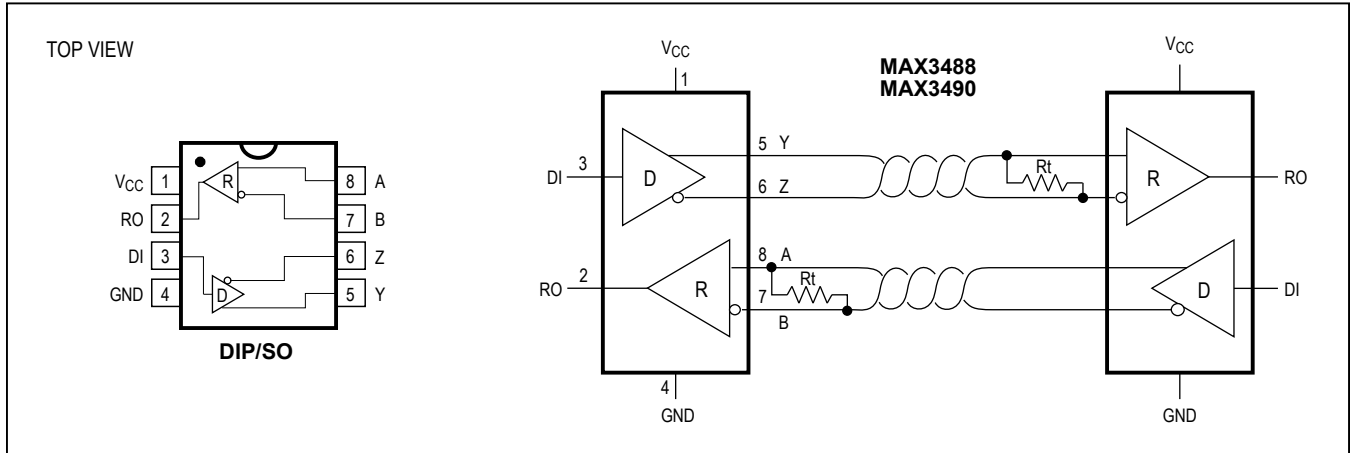 TOP VIEW
VCC 1
RO 2
DI 3
GND 4
8 A
7 B
6 Z
5 Y
R
D
DIP/SO
MAX3488
MAX3490
VCC
1
DI 3
D
5 Y
6 Z
Rt
R
RO
RO 2
R
8 A
7
B
Rt
D
DI
4
GND
VCC
GND